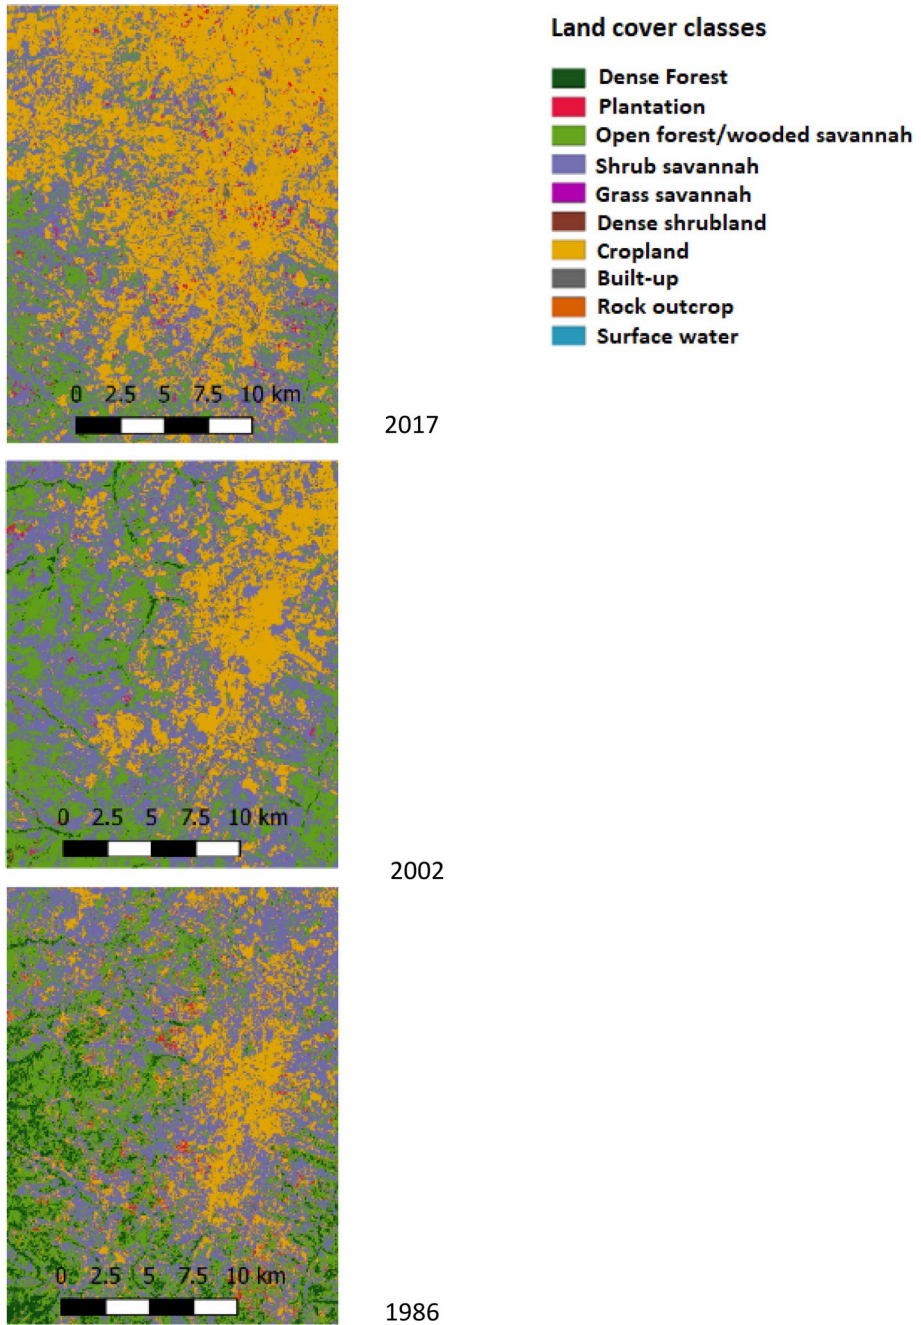 Land cover classes
Dense Forest
Plantation
Open forest/wooded savannah
Shrub savannah
Grass savannah
Dense shrubland
Cropland
Built-up
Rock outcrop
Surface water
0 2.5 5 7.5 10 km
2017
0 2.5 5 7.5 10 km
2002
0 2.5 5 7.5 10 km
1986